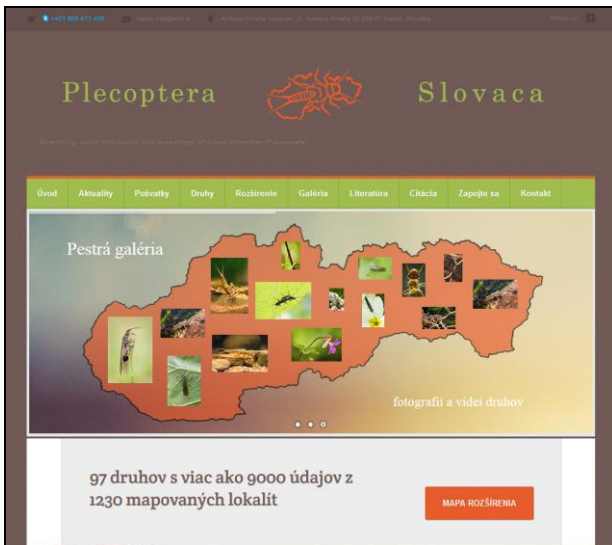 Plecoptera Slovaca
Úvod Aktuality Pošvatky Druhy Rozšírenie Galéria Literatúra Citácia Zapojte sa Kontakt
Pestrá galéria
fotografií a videí druhov
97 druhov s viac ako 9000 údajov z
1230 mapovaných lokalít
MAPA ROZŠÍRENIA